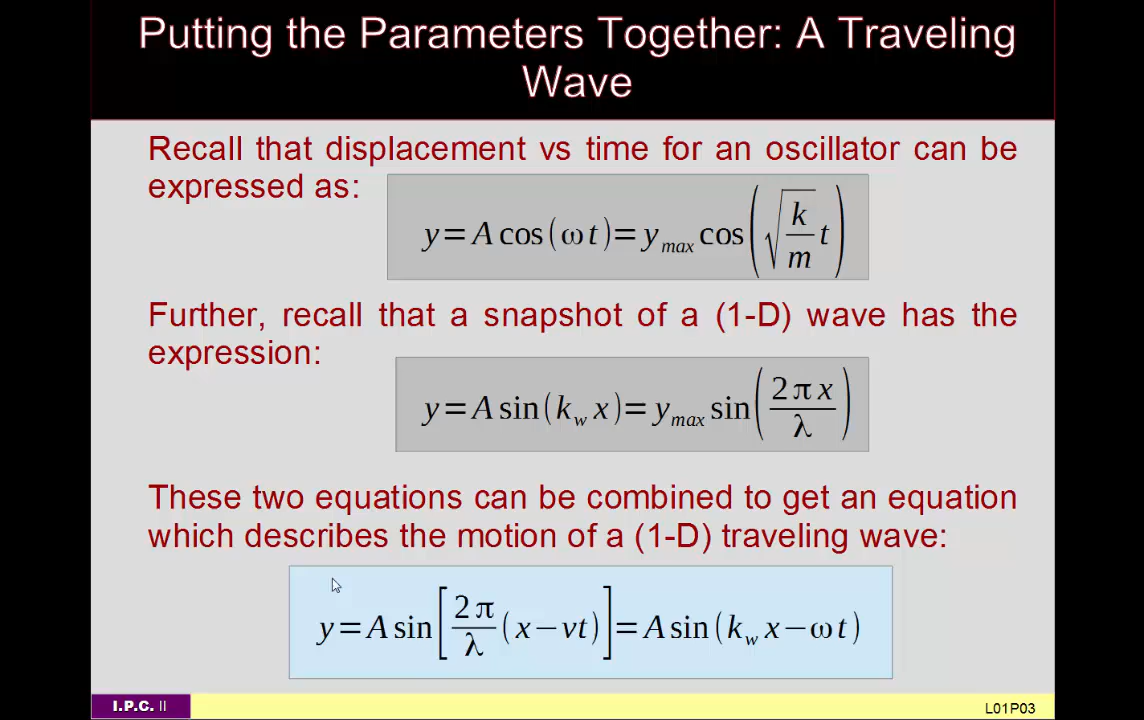 Putting the Parameters Together: A Traveling
Wave
Recall that displacement vs time for an oscillator can be
expressed as:
y=A cos(ωt)=y_max cos(√(k/m) t)
Further, recall that a snapshot of a (1-D) wave has the
expression:
y=A sin(k_w x)=y_max sin(2πx/λ)
These two equations can be combined to get an equation
which describes the motion of a (1-D) traveling wave:
y=A sin[2π/λ(x−vt)]=A sin(k_w x−ωt)
I.P.C. II
L01P03